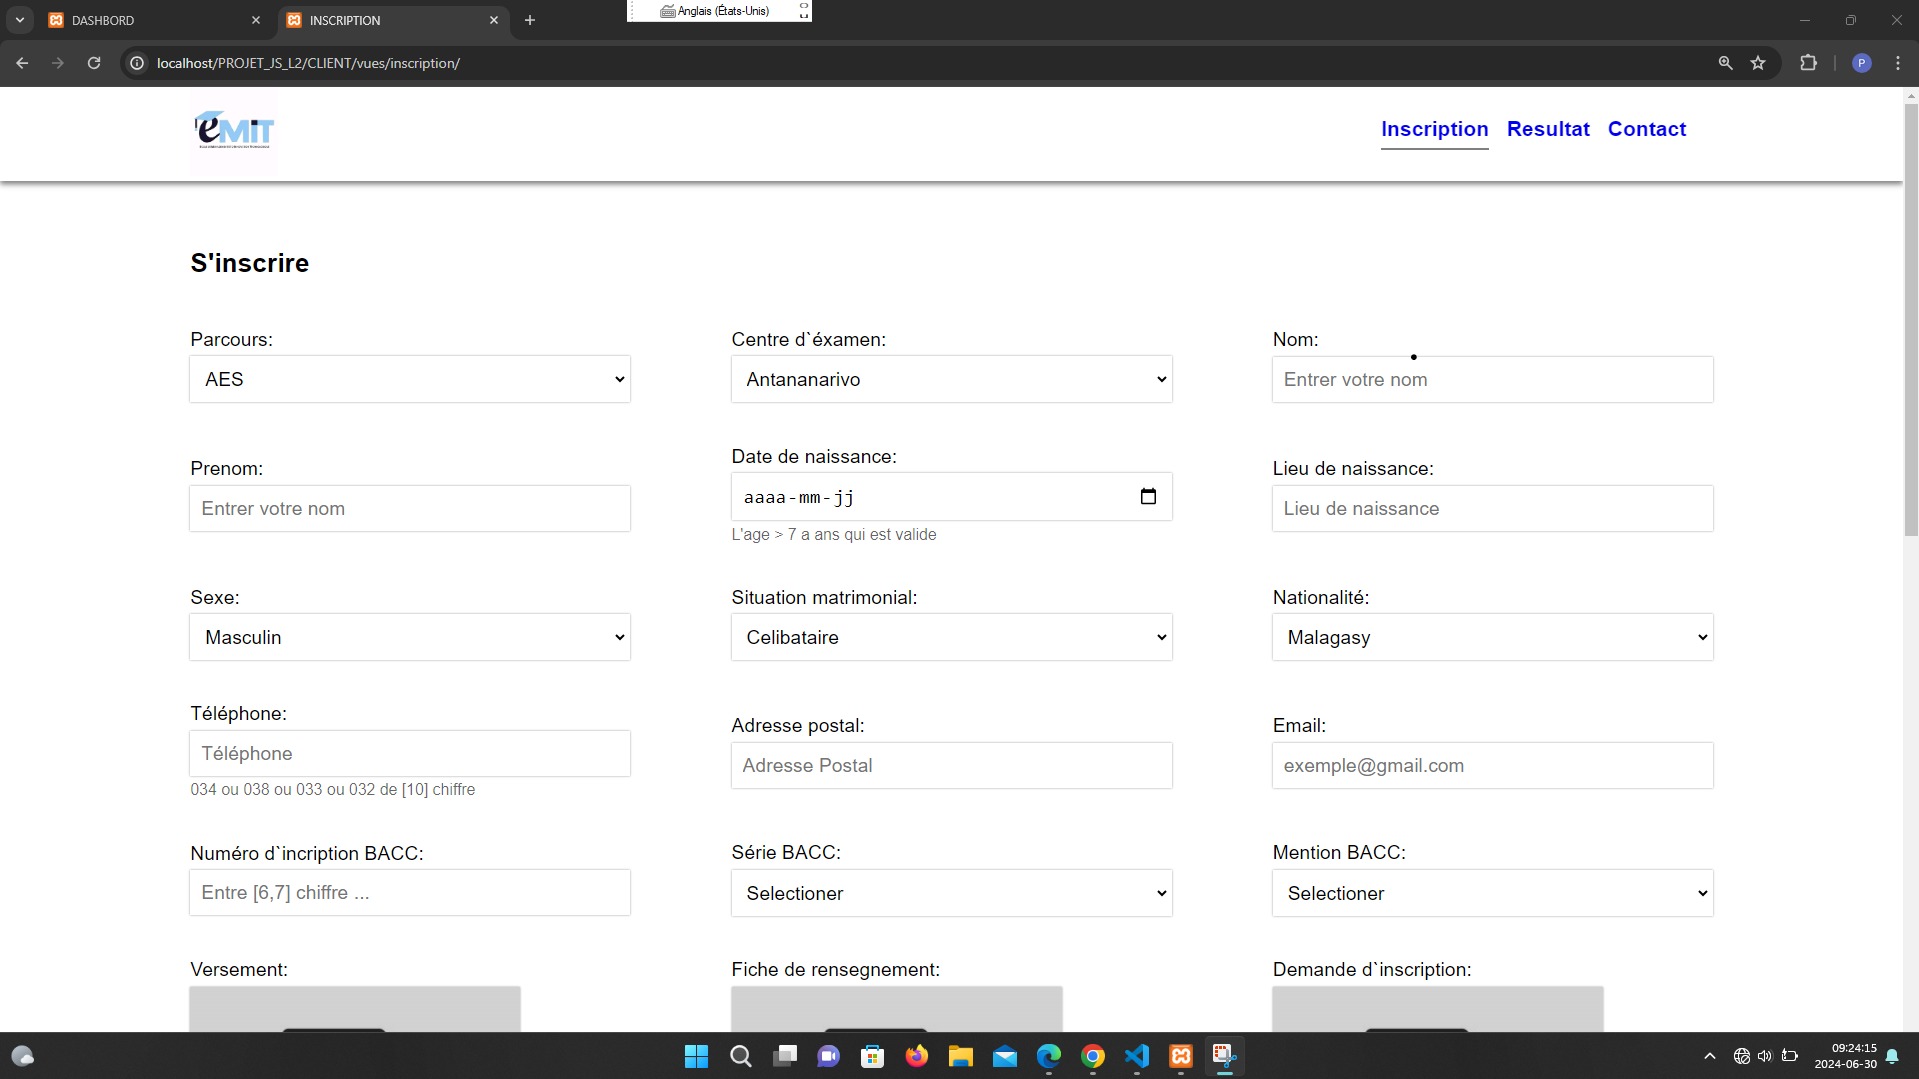 DASHBORD
INSCRIPTION
Anglais (États-Unis)
localhost/PROJET_JS_L2/CLIENT/vues/inscription/
P
eMIT
Inscription Resultat Contact
S'inscrire
Parcours: Centre d`éxamen: Nom:
AES Antananarivo Entrer votre nom
Prenom: Date de naissance: Lieu de naissance:
Entrer votre nom aaaa-mm-jj Lieu de naissance
L'age > 7 a ans qui est valide
Sexe: Situation matrimonial: Nationalité:
Masculin Celibataire Malagasy
Téléphone: Adresse postal: Email:
Téléphone Adresse Postal exemple@gmail.com
034 ou 038 ou 033 ou 032 de [10] chiffre
Numéro d`incription BACC: Série BACC: Mention BACC:
Entre [6,7] chiffre ... Selectioner Selectioner
Versement: Fiche de rensegnement: Demande d`inscription:
09:24:15
2024-06-30